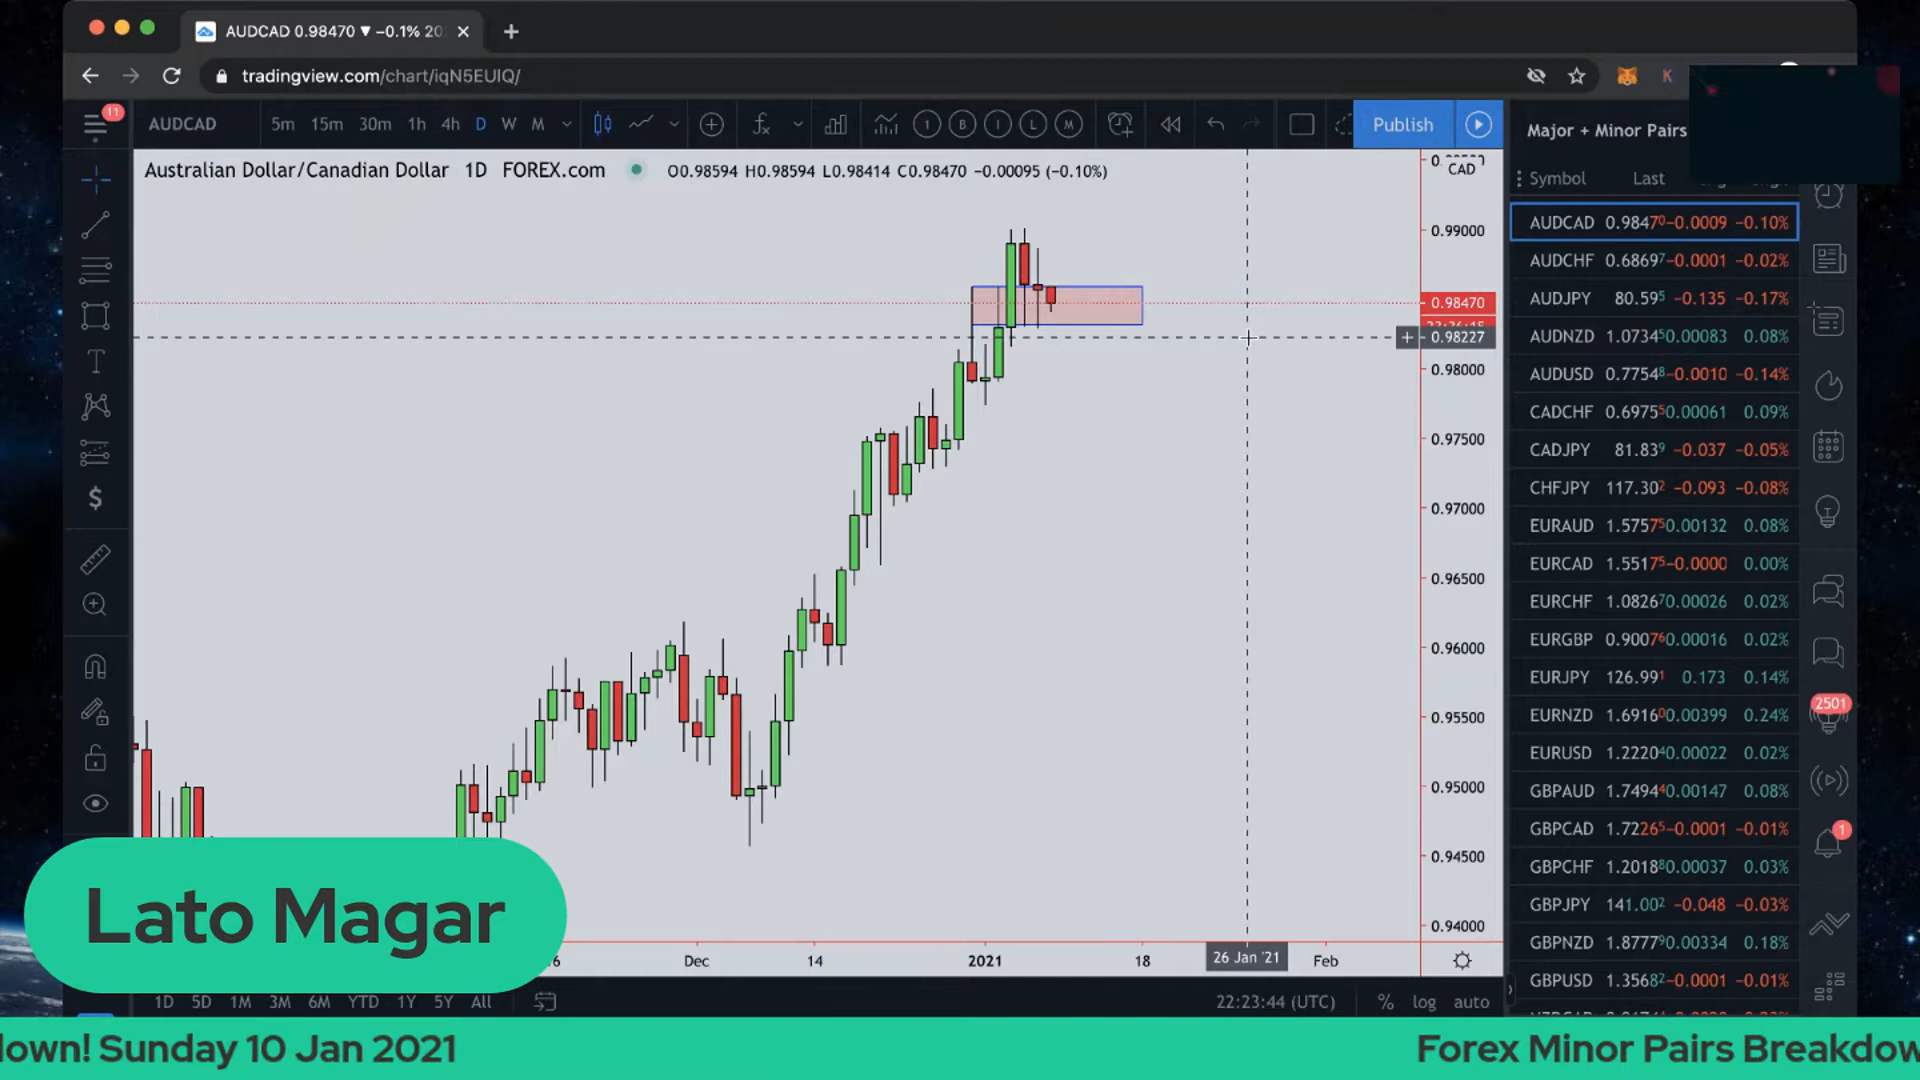 AUDCAD 0.98470 ▼ −0.1% 20
tradingview.com/chart/iqN5EUIQ/
K
11
AUDCAD 5m 15m 30m 1h 4h D W M
1 B I L M
Publish
Major + Minor Pairs
Australian Dollar/Canadian Dollar 1D FOREX.com O0.98594 H0.98594 L0.98414 C0.98470 −0.00095 (−0.10%)
CAD
Symbol Last
0.99000
0.98470
0.98227
0.98000
0.97500
0.97000
0.96500
0.96000
0.95500
0.95000
0.94500
0.94000
AUDCAD 0.98470 −0.0009 −0.10%
AUDCHF 0.68697 −0.0001 −0.02%
AUDJPY 80.595 −0.135 −0.17%
AUDNZD 1.07345 0.00083 0.08%
AUDUSD 0.77548 −0.0010 −0.14%
CADCHF 0.69755 0.00061 0.09%
CADJPY 81.839 −0.037 −0.05%
CHFJPY 117.302 −0.093 −0.08%
EURAUD 1.57575 0.00132 0.08%
EURCAD 1.55175 −0.0000 0.00%
EURCHF 1.08267 0.00026 0.02%
EURGBP 0.90076 0.00016 0.02%
EURJPY 126.991 0.173 0.14%
EURNZD 1.69160 0.00399 0.24%
EURUSD 1.22204 0.00022 0.02%
GBPAUD 1.74944 0.00147 0.08%
GBPCAD 1.72265 −0.0001 −0.01%
GBPCHF 1.20188 0.00037 0.03%
GBPJPY 141.002 −0.048 −0.03%
GBPNZD 1.87779 0.00334 0.18%
GBPUSD 1.35682 −0.0001 −0.01%
2501
1
Dec 14 2021 18 26 Jan '21 Feb
1D 5D 1M 3M 6M YTD 1Y 5Y All
22:23:44 (UTC) % log auto
Lato Magar
down! Sunday 10 Jan 2021
Forex Minor Pairs Breakdow